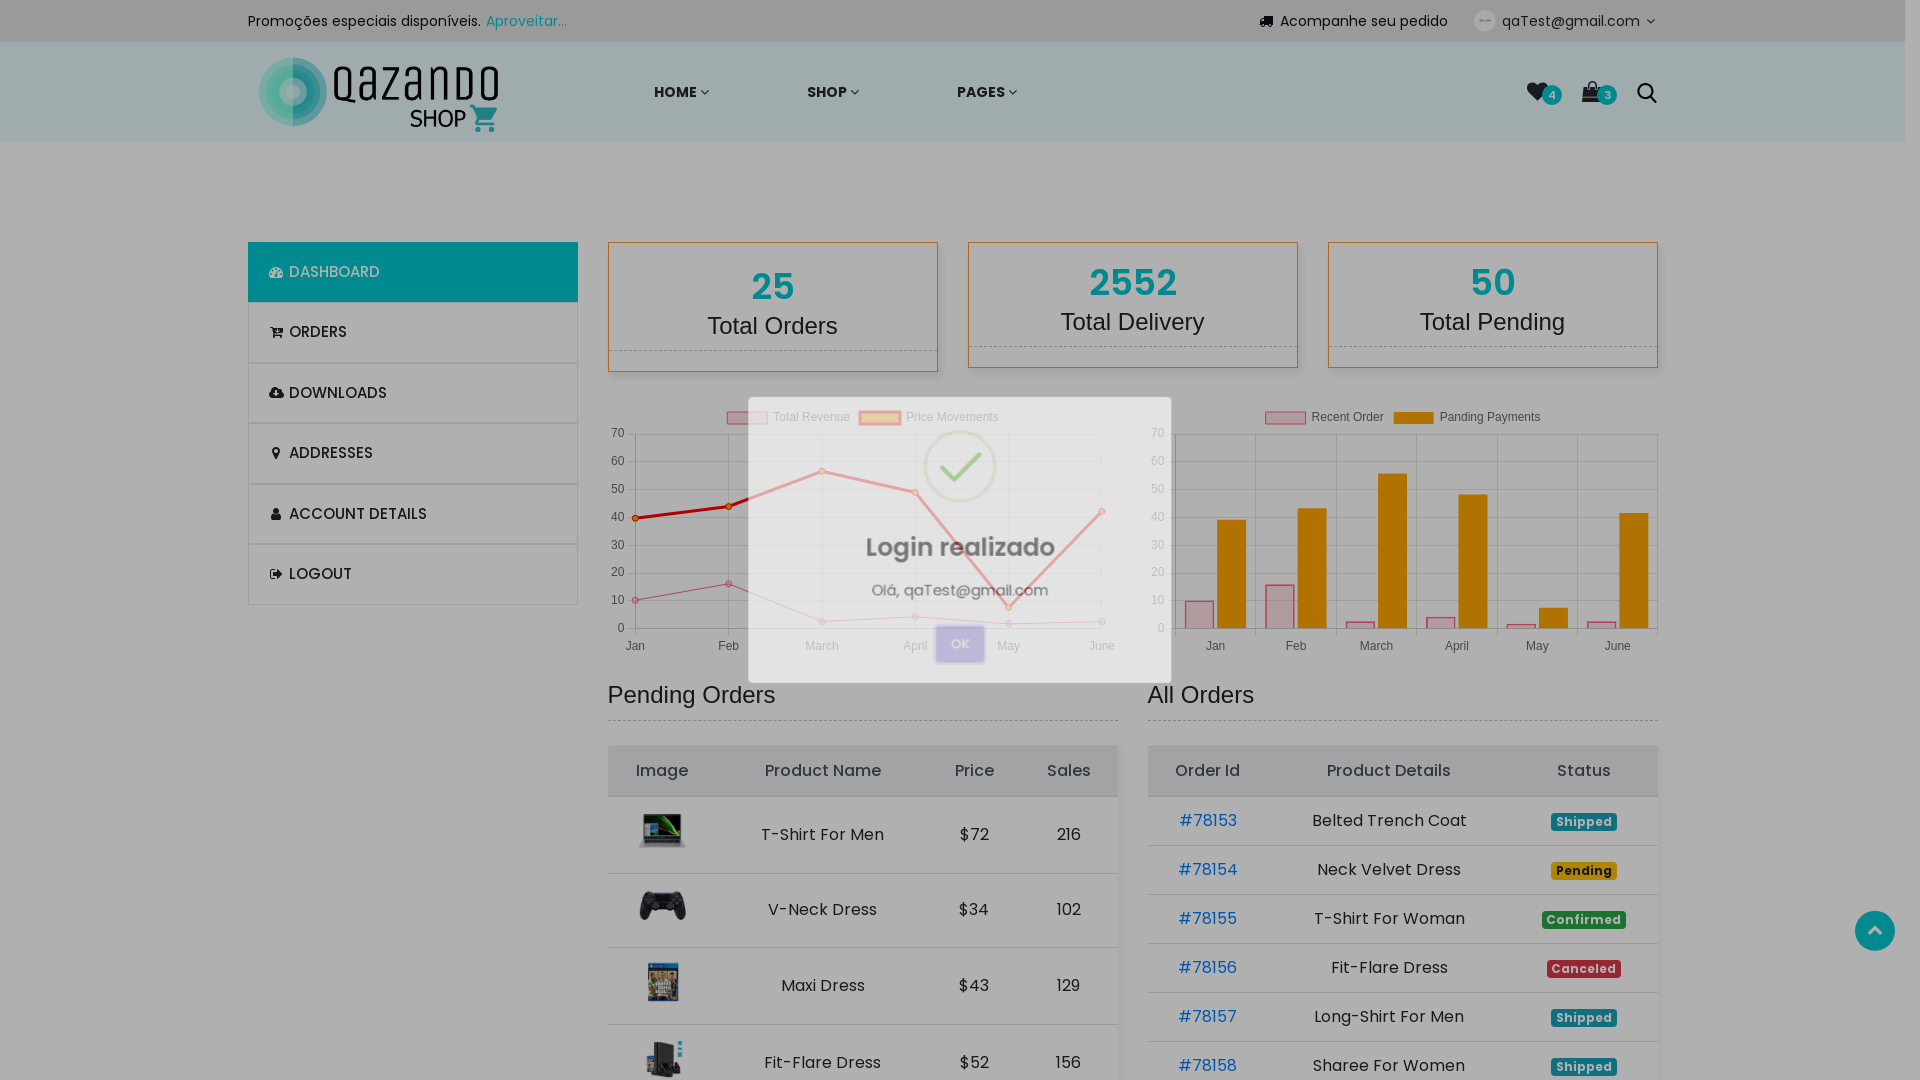 Promoções especiais disponíveis. Aproveitar...
Acompanhe seu pedido
qaTest@gmail.com
Qazando
SHOP
HOME
SHOP
PAGES
4
3
DASHBOARD
ORDERS
DOWNLOADS
ADDRESSES
ACCOUNT DETAILS
LOGOUT
25
Total Orders
2552
Total Delivery
50
Total Pending
Total Revenue
Price Movements
70
60
50
40
30
20
10
0
Jan
Feb
March
April
May
June
Login realizado
Olá, qaTest@gmail.com
OK
Recent Order
Panding Payments
70
60
50
40
30
20
10
0
Jan
Feb
March
April
May
June
Pending Orders
Image Product Name Price Sales
T-Shirt For Men $72 216
V-Neck Dress $34 102
Maxi Dress $43 129
Fit-Flare Dress $52 156
All Orders
Order Id Product Details Status
#78153 Belted Trench Coat Shipped
#78154 Neck Velvet Dress Pending
#78155 T-Shirt For Woman Confirmed
#78156 Fit-Flare Dress Canceled
#78157 Long-Shirt For Men Shipped
#78158 Sharee For Women Shipped